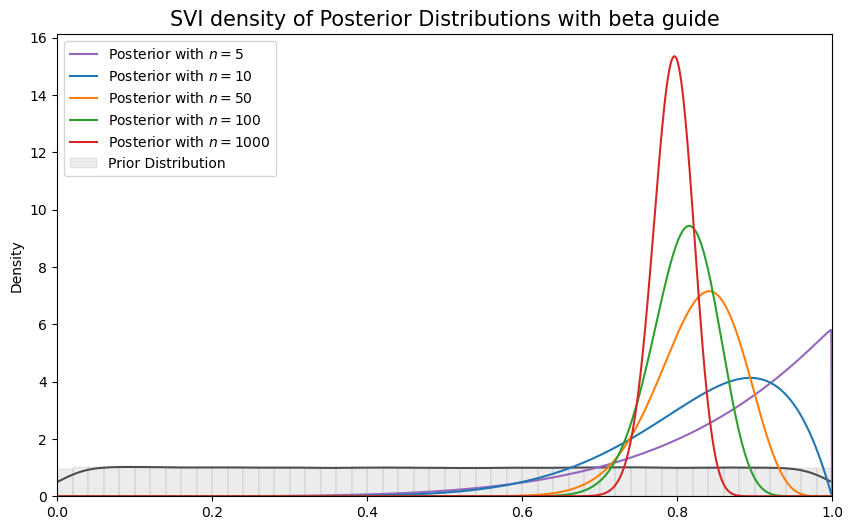 SVI density of Posterior Distributions with beta guide
16
14
12
10
8
6
4
2
0
Density
Posterior with n = 5
Posterior with n = 10
Posterior with n = 50
Posterior with n = 100
Posterior with n = 1000
Prior Distribution
0.0 0.2 0.4 0.6 0.8 1.0